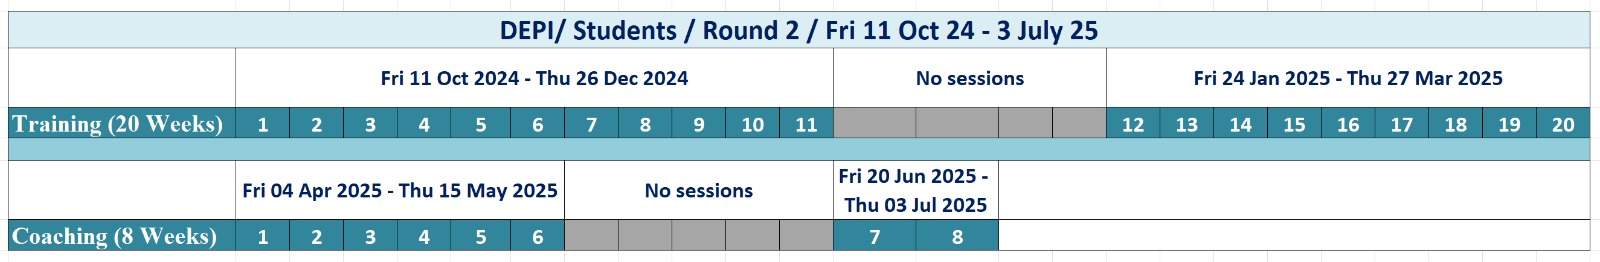 DEPI/ Students / Round 2 / Fri 11 Oct 24 - 3 July 25
Fri 11 Oct 2024 - Thu 26 Dec 2024 No sessions Fri 24 Jan 2025 - Thu 27 Mar 2025
Training (20 Weeks) 1 2 3 4 5 6 7 8 9 10 11 12 13 14 15 16 17 18 19 20
Fri 04 Apr 2025 - Thu 15 May 2025 No sessions Fri 20 Jun 2025 -
Thu 03 Jul 2025
Coaching (8 Weeks) 1 2 3 4 5 6 7 8